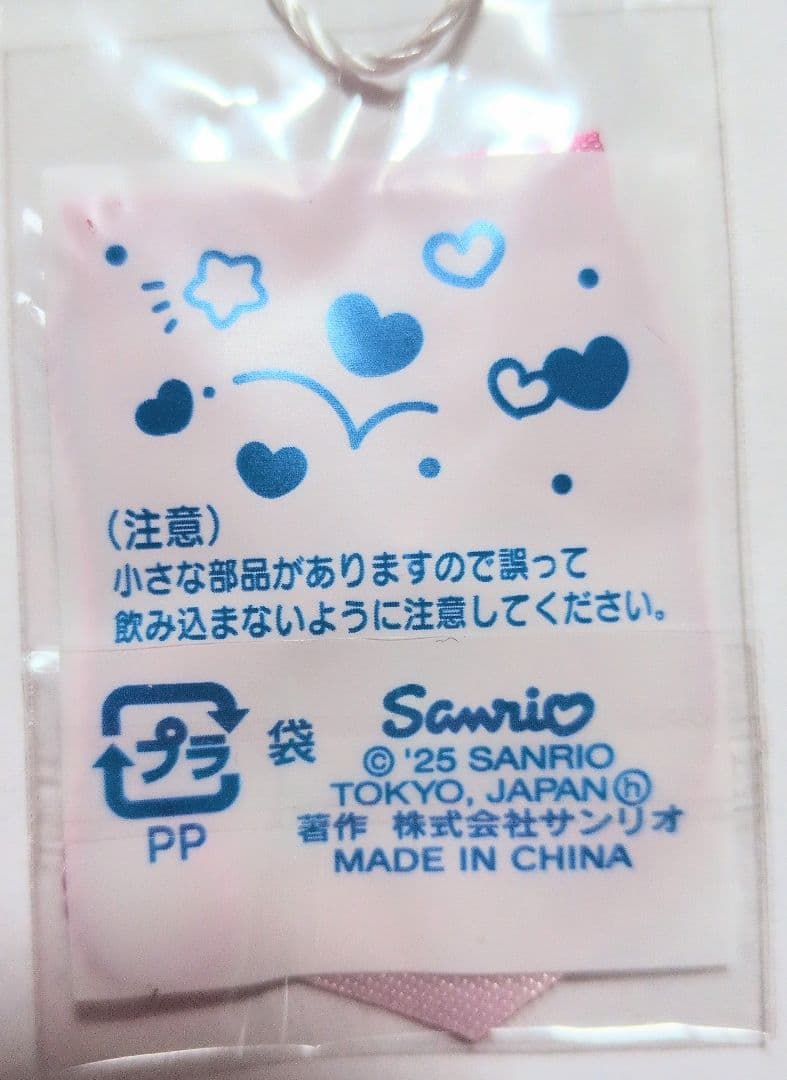 （注意）
小さな部品がありますので誤って
飲み込まないように注意してください。
プラ
PP
袋
Sanrio
© '25 SANRIO
TOKYO, JAPAN ⓗ
著作 株式会社サンリオ
MADE IN CHINA